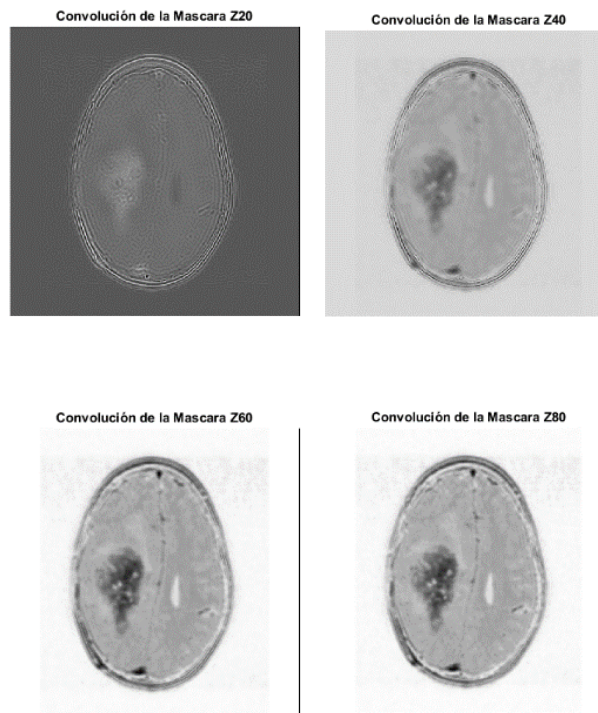 Convolución de la Mascara Z20
Convolución de la Mascara Z40
Convolución de la Mascara Z60
Convolución de la Mascara Z80